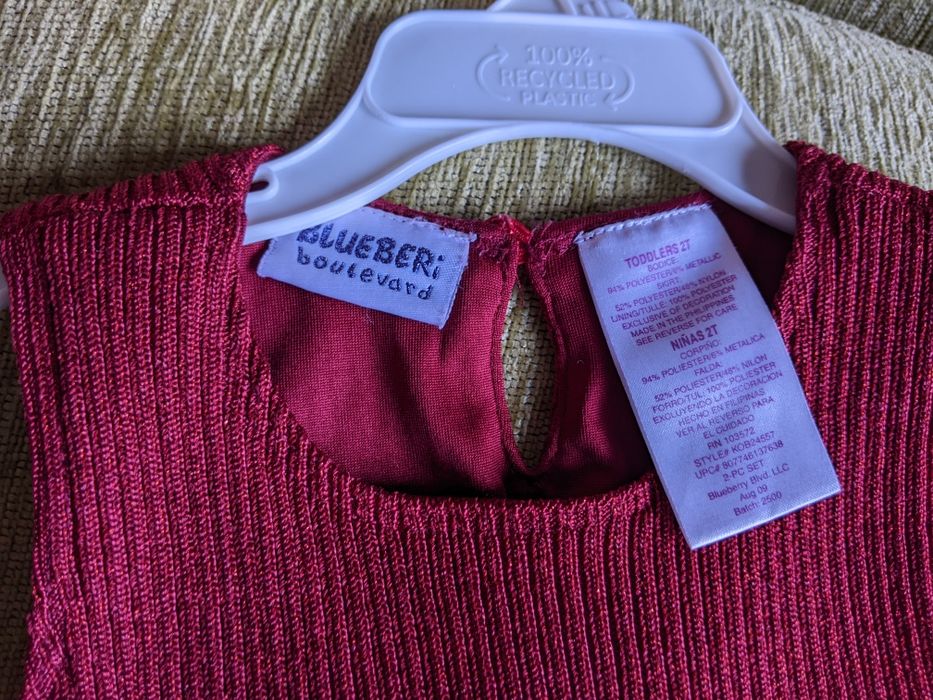 100%
RECYCLED
PLASTIC
BLUEBERi
boulevard
TODDLERS 2T
BODICE:
94% POLYESTER/6% METALLIC
SKIRT:
52% POLYESTER/48% NYLON
LINING/TULLE: 100% POLYESTER
EXCLUSIVE OF DECORATION
MADE IN THE PHILIPPINES
SEE REVERSE FOR CARE
NIÑAS 2T
CORPIÑO:
94% POLIESTER/6% METALICA
FALDA:
52% POLIESTER/48% NILON
FORRO/TUL: 100% POLIESTER
EXCLUYENDO LA DECORACION
HECHO EN FILIPINAS
VER AL REVERSO PARA
EL CUIDADO
RN 103572
STYLE# KOB24557
UPC# 807746137638
2-PC SET
Blueberry Blvd. LLC
Aug 09
Batch: 2500